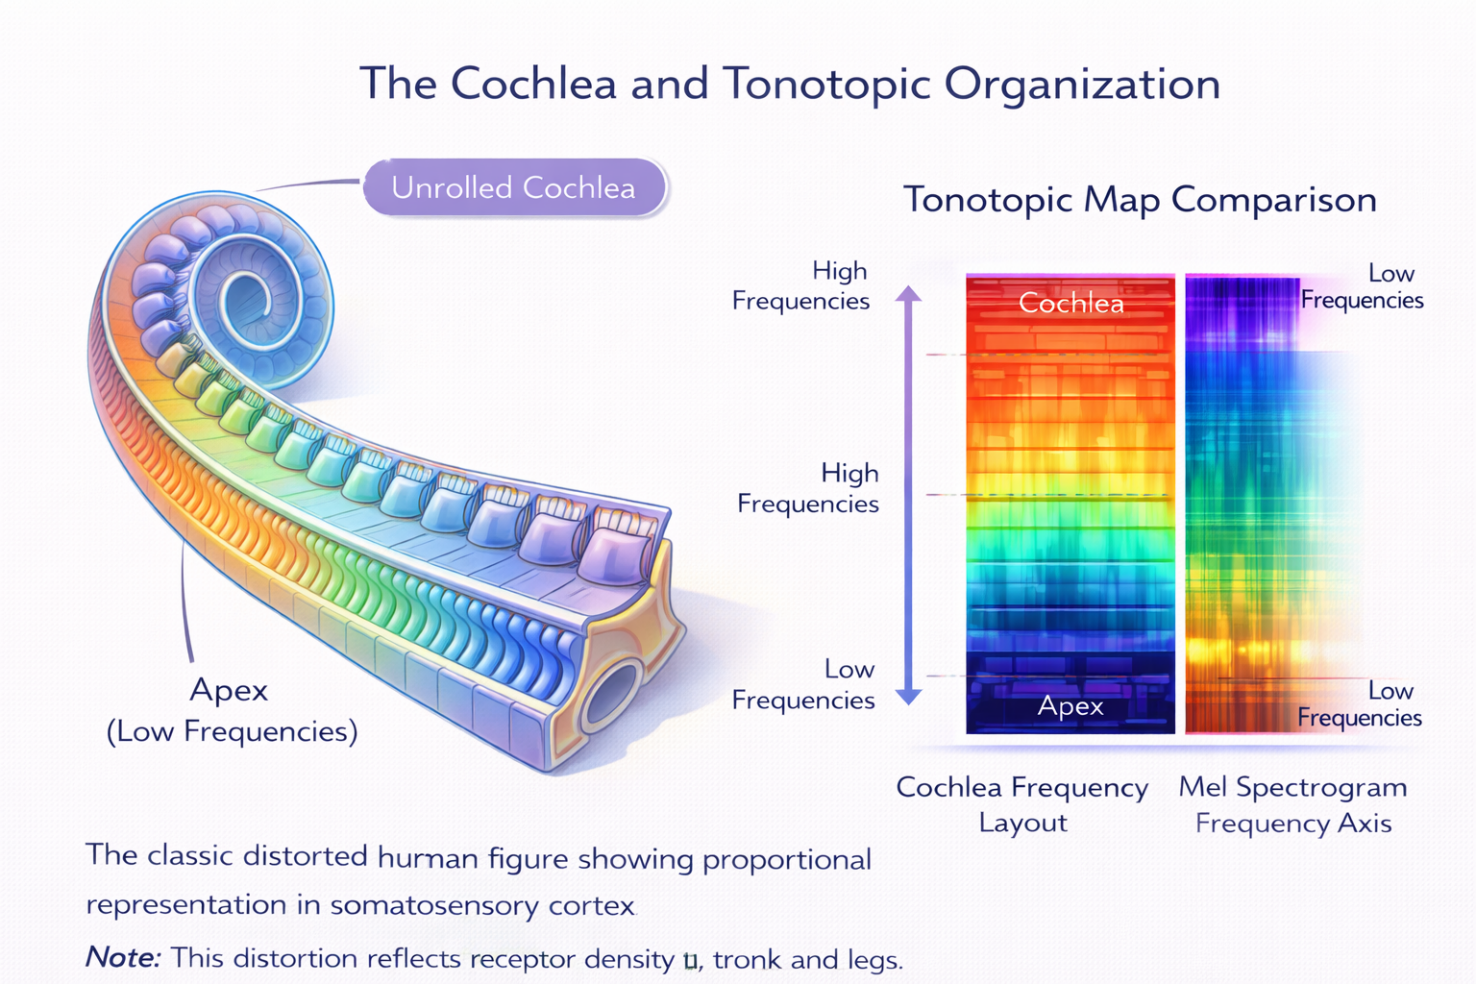 The Cochlea and Tonotopic Organization
Unrolled Cochlea
Apex
(Low Frequencies)
Tonotopic Map Comparison
High
Frequencies
High
Frequencies
Low
Frequencies
Cochlea
Apex
Low
Frequencies
Low
Frequencies
Cochlea Frequency
Layout
Mel Spectrogram
Frequency Axis
The classic distorted human figure showing proportional
representation in somatosensory cortex
Note: This distortion reflects receptor density , tronk and legs.